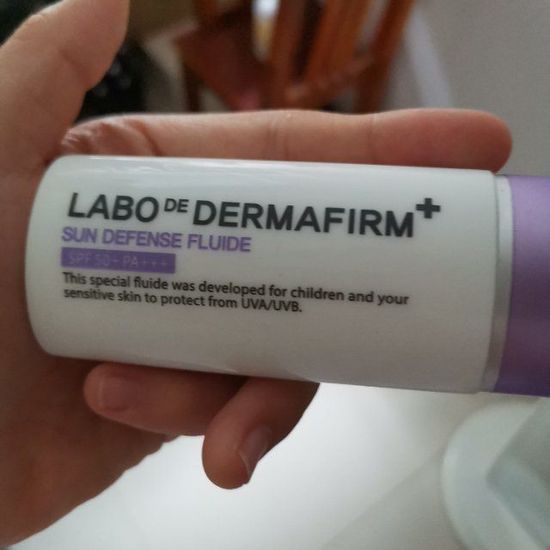 LABO DE DERMAFIRM+
SUN DEFENSE FLUIDE
SPF 50+ PA+++
This special fluide was developed for children and your
sensitive skin to protect from UVA/UVB.